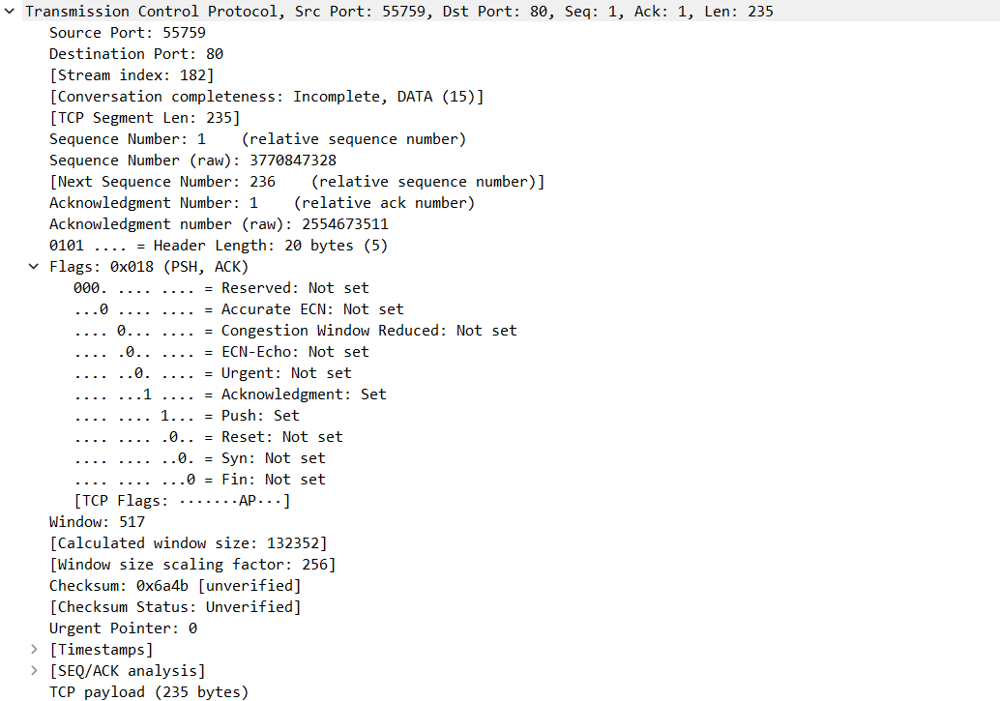 Transmission Control Protocol, Src Port: 55759, Dst Port: 80, Seq: 1, Ack: 1, Len: 235
Source Port: 55759
Destination Port: 80
[Stream index: 182]
[Conversation completeness: Incomplete, DATA (15)]
[TCP Segment Len: 235]
Sequence Number: 1    (relative sequence number)
Sequence Number (raw): 3770847328
[Next Sequence Number: 236    (relative sequence number)]
Acknowledgment Number: 1    (relative ack number)
Acknowledgment number (raw): 2554673511
0101 .... = Header Length: 20 bytes (5)
Flags: 0x018 (PSH, ACK)
000. .... .... = Reserved: Not set
...0 .... .... = Accurate ECN: Not set
.... 0... .... = Congestion Window Reduced: Not set
.... .0.. .... = ECN-Echo: Not set
.... ..0. .... = Urgent: Not set
.... ...1 .... = Acknowledgment: Set
.... .... 1... = Push: Set
.... .... .0.. = Reset: Not set
.... .... ..0. = Syn: Not set
.... .... ...0 = Fin: Not set
[TCP Flags: ·······AP···]
Window: 517
[Calculated window size: 132352]
[Window size scaling factor: 256]
Checksum: 0x6a4b [unverified]
[Checksum Status: Unverified]
Urgent Pointer: 0
[Timestamps]
[SEQ/ACK analysis]
TCP payload (235 bytes)